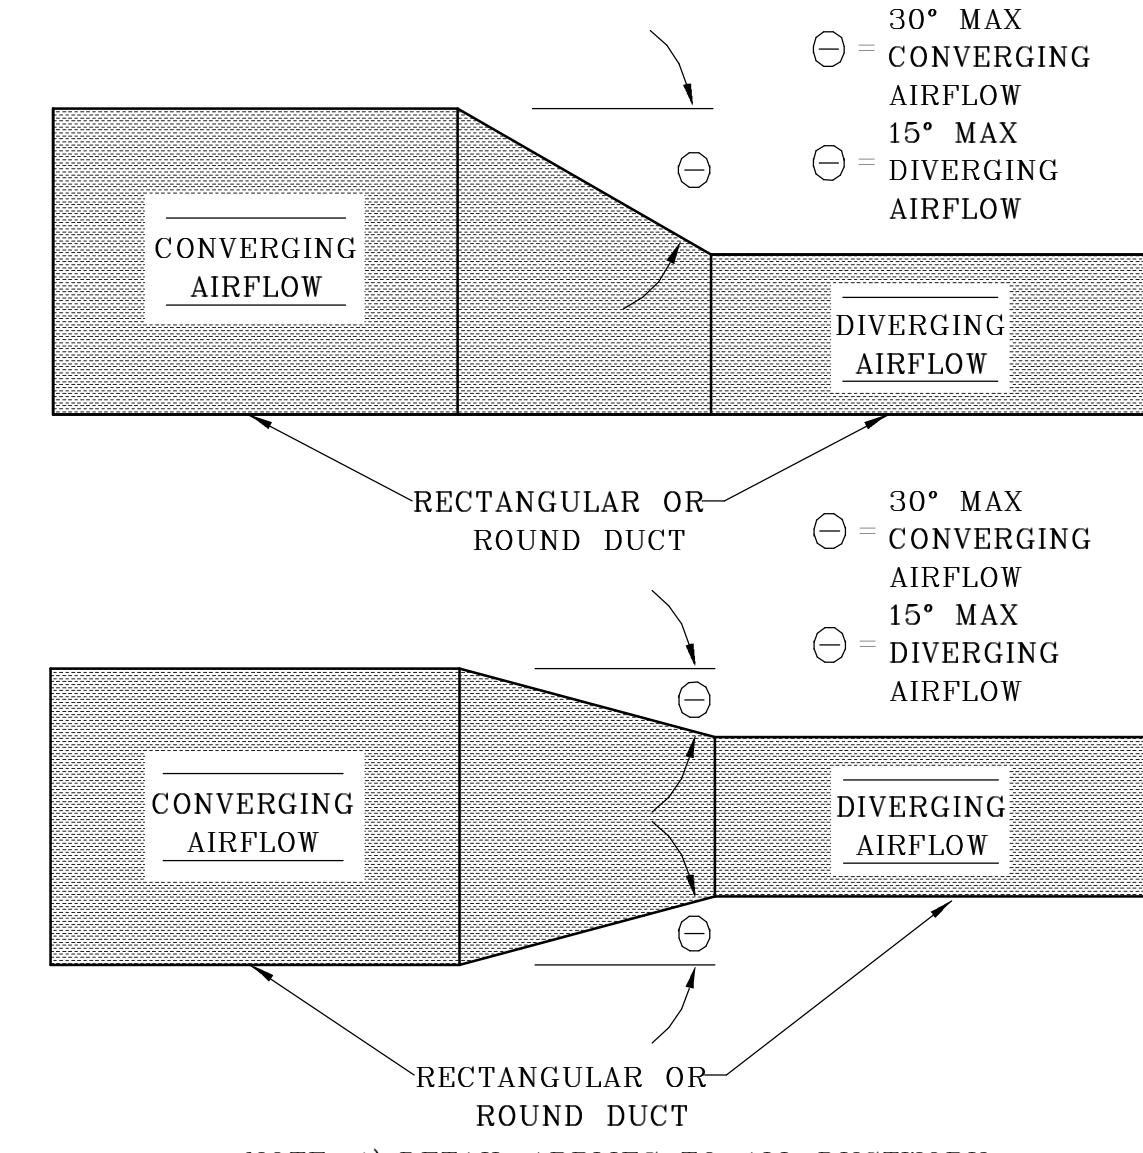 30° MAX
⊖ = CONVERGING
AIRFLOW
15° MAX
⊖ = DIVERGING
AIRFLOW
⊖
CONVERGING
AIRFLOW
DIVERGING
AIRFLOW
RECTANGULAR OR
ROUND DUCT
30° MAX
⊖ = CONVERGING
AIRFLOW
15° MAX
⊖ = DIVERGING
AIRFLOW
⊖
CONVERGING
AIRFLOW
DIVERGING
AIRFLOW
⊖
RECTANGULAR OR
ROUND DUCT